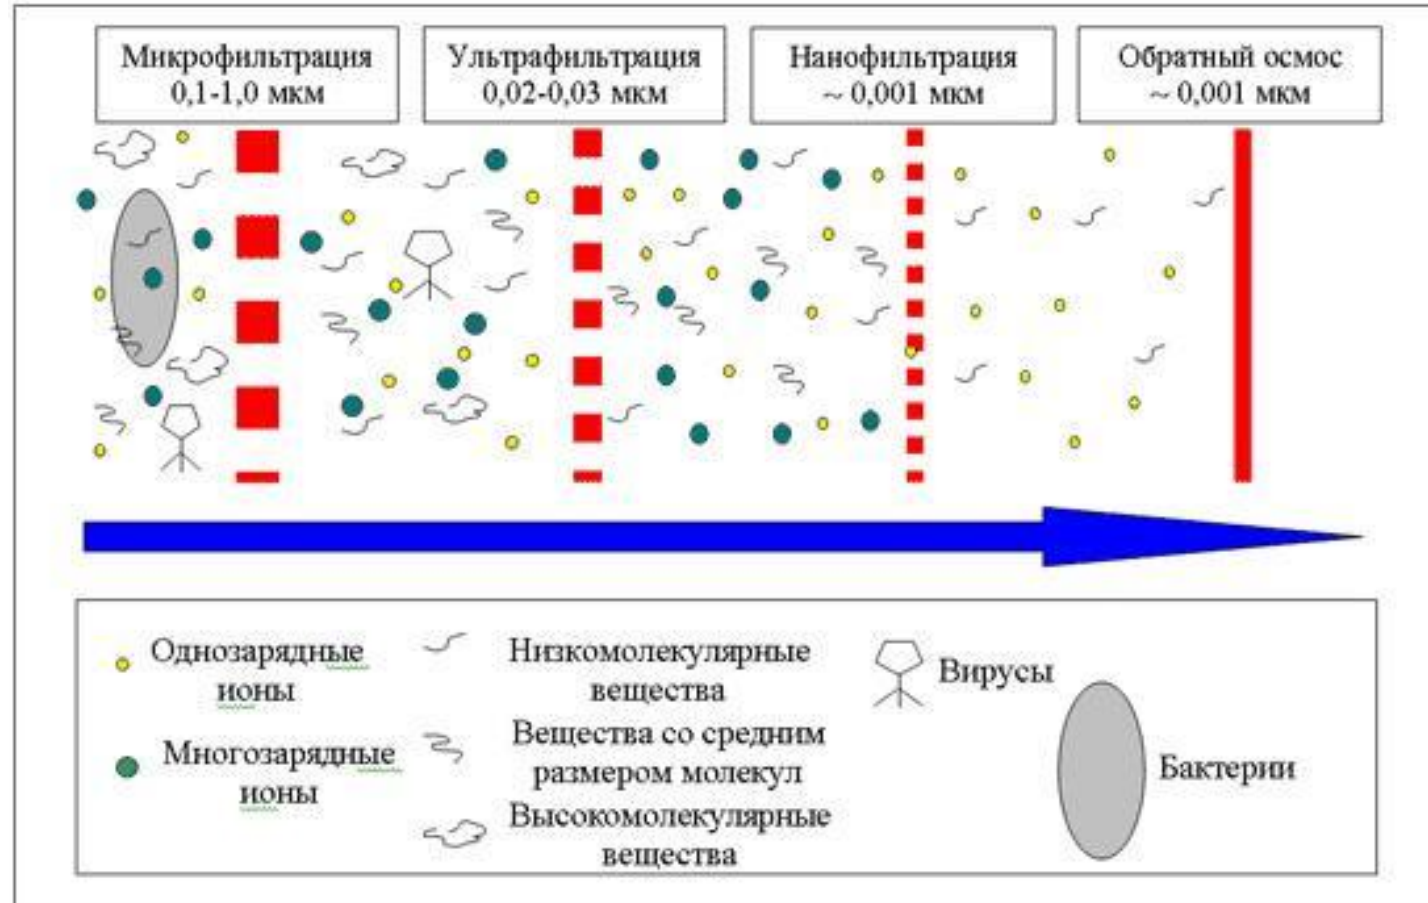 Микрофильтрация
0,1-1,0 мкм
Ультрафильтрация
0,02-0,03 мкм
Нанофильтрация
~ 0,001 мкм
Обратный осмос
~ 0,001 мкм
Однозарядные
ионы
Многозарядные
ионы
Низкомолекулярные
вещества
Вещества со средним
размером молекул
Высокомолекулярные
вещества
Вирусы
Бактерии